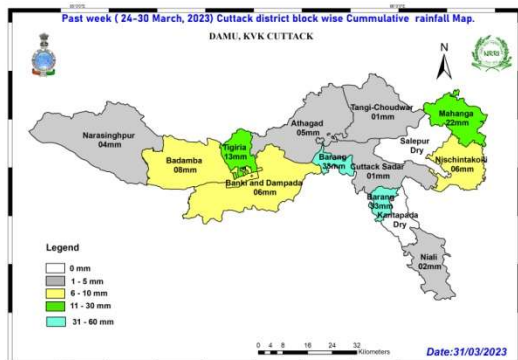 Past week ( 24-30 March, 2023) Cuttack district block wise Cummulative rainfall Map.
DAMU, KVK CUTTACK
N
NRRI
Tangi-Choudwar
01mm
Mahanga
22mm
Athagad
05mm
Narasinghpur
04mm
Tigiria
13mm
Salepur
Dry
Badamba
08mm
Barang
Nischintakoili
06mm
Cuttack Sadar
01mm
Banki and Dampada
06mm
Barang
Kantapada
Dry
Niali
02mm
Legend
0 mm
1 - 5 mm
6 - 10 mm
11 - 30 mm
31 - 60 mm
0 4 8 16 24 32
Kilometers
Date:31/03/2023